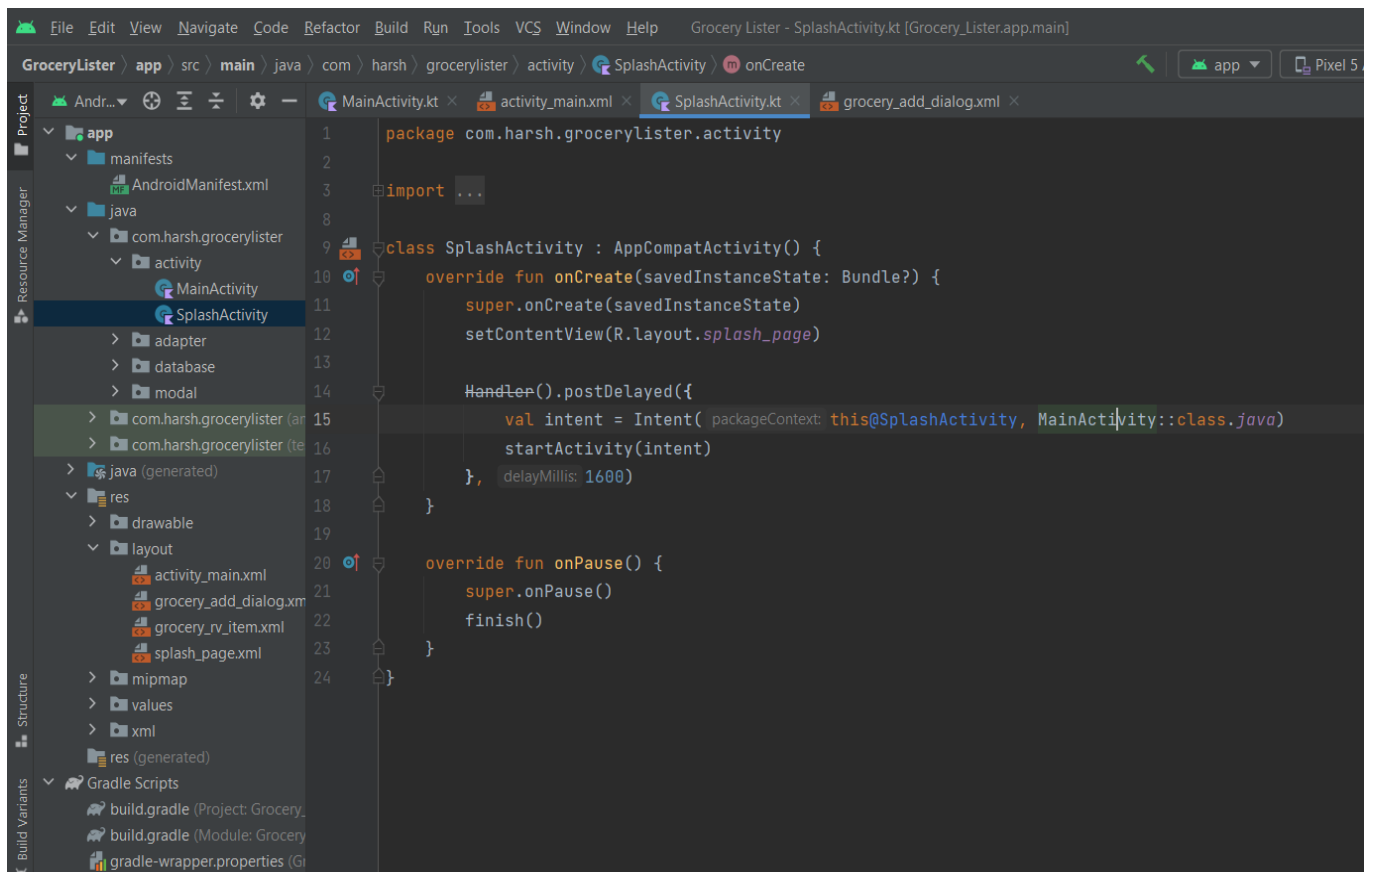 File Edit View Navigate Code Refactor Build Run Tools VCS Window Help Grocery Lister - SplashActivity.kt [Grocery_Lister.app.main]
GroceryLister app src main java com harsh grocerylister activity SplashActivity m onCreate app Pixel 5
Project
Resource Manager
Structure
Build Variants
Andr...
app
manifests
MF AndroidManifest.xml
java
com.harsh.grocerylister
activity
MainActivity
SplashActivity
adapter
database
modal
com.harsh.grocerylister (ar
com.harsh.grocerylister (te
java (generated)
res
drawable
layout
activity_main.xml
grocery_add_dialog.xm
grocery_rv_item.xml
splash_page.xml
mipmap
values
xml
res (generated)
Gradle Scripts
build.gradle (Project: Grocery_
build.gradle (Module: Grocery
gradle-wrapper.properties (Gr
MainActivity.kt activity_main.xml SplashActivity.kt grocery_add_dialog.xml
1 package com.harsh.grocerylister.activity
2
3 import ...
8
9 class SplashActivity : AppCompatActivity() {
10 override fun onCreate(savedInstanceState: Bundle?) {
11 super.onCreate(savedInstanceState)
12 setContentView(R.layout.splash_page)
13
14 Handler().postDelayed({
15 val intent = Intent( packageContext: this@SplashActivity, MainActivity::class.java)
16 startActivity(intent)
17 }, delayMillis: 1600)
18 }
19
20 override fun onPause() {
21 super.onPause()
22 finish()
23 }
24 }